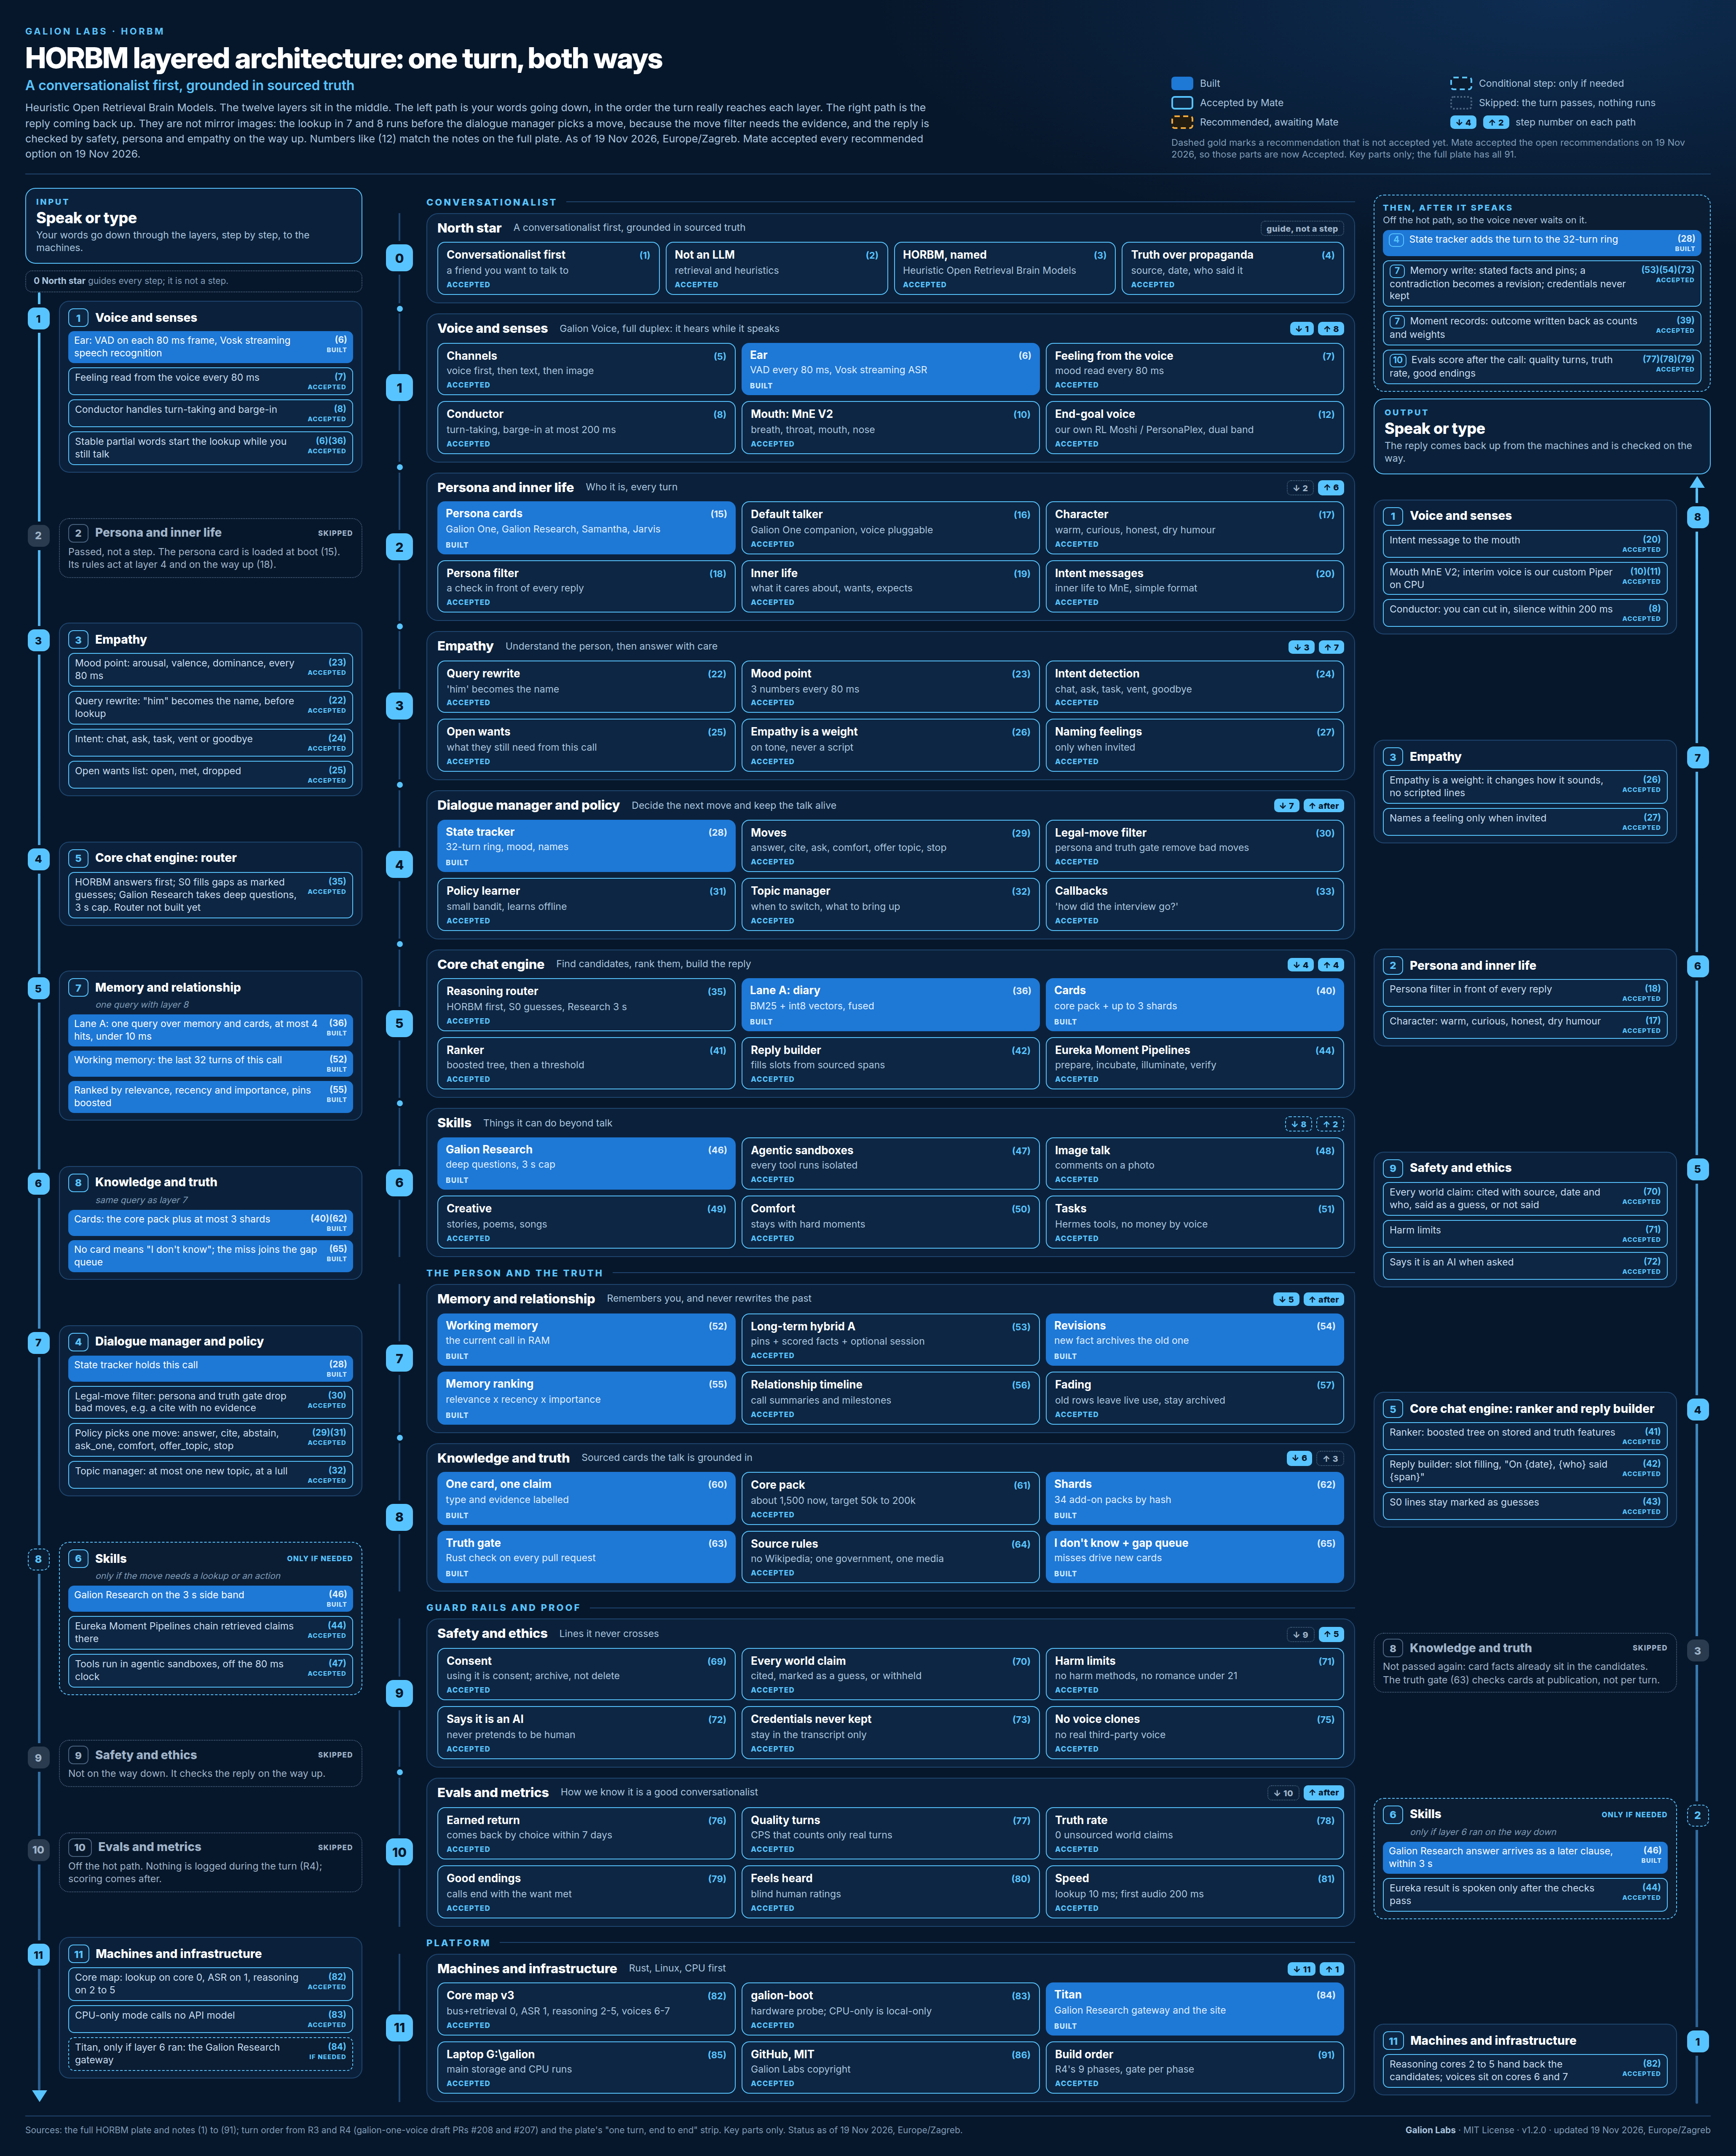 GALION LABS · HORBM
HORBM layered architecture: one turn, both ways
A conversationalist first, grounded in sourced truth
Heuristic Open Retrieval Brain Models. The twelve layers sit in the middle. The left path is your words going down, in the order the turn really reaches each layer. The right path is the
reply coming back up. They are not mirror images: the lookup in 7 and 8 runs before the dialogue manager picks a move, because the move filter needs the evidence, and the reply is
checked by safety, persona and empathy on the way up. Numbers like (12) match the notes on the full plate. As of 19 Nov 2026, Europe/Zagreb. Mate accepted every recommended
option on 19 Nov 2026.
Built
Accepted by Mate
Recommended, awaiting Mate
Conditional step: only if needed
Skipped: the turn passes, nothing runs
↓ 4 ↑ 2 step number on each path
Dashed gold marks a recommendation that is not accepted yet. Mate accepted the open recommendations on 19 Nov
2026, so those parts are now Accepted. Key parts only; the full plate has all 91.
INPUT
Speak or type
Your words go down through the layers, step by step, to the
machines.
0 North star guides every step; it is not a step.
1
1 Voice and senses
Ear: VAD on each 80 ms frame, Vosk streaming
speech recognition
(6)
BUILT
Feeling read from the voice every 80 ms
(7)
ACCEPTED
Conductor handles turn-taking and barge-in
(8)
ACCEPTED
Stable partial words start the lookup while you
still talk
(6)(36)
ACCEPTED
2
2 Persona and inner life SKIPPED
Passed, not a step. The persona card is loaded at boot (15).
Its rules act at layer 4 and on the way up (18).
3
3 Empathy
Mood point: arousal, valence, dominance, every
80 ms
(23)
ACCEPTED
Query rewrite: "him" becomes the name, before
lookup
(22)
ACCEPTED
Intent: chat, ask, task, vent or goodbye
(24)
ACCEPTED
Open wants list: open, met, dropped
(25)
ACCEPTED
4
5 Core chat engine: router
HORBM answers first; S0 fills gaps as marked
guesses; Galion Research takes deep questions,
3 s cap. Router not built yet
(35)
ACCEPTED
5
7 Memory and relationship
one query with layer 8
Lane A: one query over memory and cards, at most 4
hits, under 10 ms
(36)
BUILT
Working memory: the last 32 turns of this call
(52)
BUILT
Ranked by relevance, recency and importance, pins
boosted
(55)
BUILT
6
8 Knowledge and truth
same query as layer 7
Cards: the core pack plus at most 3 shards
(40)(62)
BUILT
No card means "I don't know"; the miss joins the gap
queue
(65)
BUILT
7
4 Dialogue manager and policy
State tracker holds this call
(28)
BUILT
Legal-move filter: persona and truth gate drop
bad moves, e.g. a cite with no evidence
(30)
ACCEPTED
Policy picks one move: answer, cite, abstain,
ask_one, comfort, offer_topic, stop
(29)(31)
ACCEPTED
Topic manager: at most one new topic, at a lull
(32)
ACCEPTED
8
6 Skills ONLY IF NEEDED
only if the move needs a lookup or an action
Galion Research on the 3 s side band
(46)
BUILT
Eureka Moment Pipelines chain retrieved claims
there
(44)
ACCEPTED
Tools run in agentic sandboxes, off the 80 ms
clock
(47)
ACCEPTED
9
9 Safety and ethics SKIPPED
Not on the way down. It checks the reply on the way up.
10
10 Evals and metrics SKIPPED
Off the hot path. Nothing is logged during the turn (R4);
scoring comes after.
11
11 Machines and infrastructure
Core map: lookup on core 0, ASR on 1, reasoning
on 2 to 5
(82)
ACCEPTED
CPU-only mode calls no API model
(83)
ACCEPTED
Titan, only if layer 6 ran: the Galion Research
gateway
(84)
IF NEEDED
CONVERSATIONALIST
0
North star A conversationalist first, grounded in sourced truth guide, not a step
Conversationalist first (1)
a friend you want to talk to
ACCEPTED
Not an LLM (2)
retrieval and heuristics
ACCEPTED
HORBM, named (3)
Heuristic Open Retrieval Brain Models
ACCEPTED
Truth over propaganda (4)
source, date, who said it
ACCEPTED
1
Voice and senses Galion Voice, full duplex: it hears while it speaks ↓ 1 ↑ 8
Channels (5)
voice first, then text, then image
ACCEPTED
Ear (6)
VAD every 80 ms, Vosk streaming ASR
BUILT
Feeling from the voice (7)
mood read every 80 ms
ACCEPTED
Conductor (8)
turn-taking, barge-in at most 200 ms
ACCEPTED
Mouth: MnE V2 (10)
breath, throat, mouth, nose
ACCEPTED
End-goal voice (12)
our own RL Moshi / PersonaPlex, dual band
ACCEPTED
2
Persona and inner life Who it is, every turn ↓ 2 ↑ 6
Persona cards (15)
Galion One, Galion Research, Samantha, Jarvis
BUILT
Default talker (16)
Galion One companion, voice pluggable
ACCEPTED
Character (17)
warm, curious, honest, dry humour
ACCEPTED
Persona filter (18)
a check in front of every reply
ACCEPTED
Inner life (19)
what it cares about, wants, expects
ACCEPTED
Intent messages (20)
inner life to MnE, simple format
ACCEPTED
3
Empathy Understand the person, then answer with care ↓ 3 ↑ 7
Query rewrite (22)
'him' becomes the name
ACCEPTED
Mood point (23)
3 numbers every 80 ms
ACCEPTED
Intent detection (24)
chat, ask, task, vent, goodbye
ACCEPTED
Open wants (25)
what they still need from this call
ACCEPTED
Empathy is a weight (26)
on tone, never a script
ACCEPTED
Naming feelings (27)
only when invited
ACCEPTED
4
Dialogue manager and policy Decide the next move and keep the talk alive ↓ 7 ↑ after
State tracker (28)
32-turn ring, mood, names
BUILT
Moves (29)
answer, cite, ask, comfort, offer topic, stop
ACCEPTED
Legal-move filter (30)
persona and truth gate remove bad moves
ACCEPTED
Policy learner (31)
small bandit, learns offline
ACCEPTED
Topic manager (32)
when to switch, what to bring up
ACCEPTED
Callbacks (33)
'how did the interview go?'
ACCEPTED
5
Core chat engine Find candidates, rank them, build the reply ↓ 4 ↑ 4
Reasoning router (35)
HORBM first, S0 guesses, Research 3 s
ACCEPTED
Lane A: diary (36)
BM25 + int8 vectors, fused
BUILT
Cards (40)
core pack + up to 3 shards
BUILT
Ranker (41)
boosted tree, then a threshold
ACCEPTED
Reply builder (42)
fills slots from sourced spans
ACCEPTED
Eureka Moment Pipelines (44)
prepare, incubate, illuminate, verify
ACCEPTED
6
Skills Things it can do beyond talk ↓ 8 ↑ 2
Galion Research (46)
deep questions, 3 s cap
BUILT
Agentic sandboxes (47)
every tool runs isolated
ACCEPTED
Image talk (48)
comments on a photo
ACCEPTED
Creative (49)
stories, poems, songs
ACCEPTED
Comfort (50)
stays with hard moments
ACCEPTED
Tasks (51)
Hermes tools, no money by voice
ACCEPTED
THE PERSON AND THE TRUTH
7
Memory and relationship Remembers you, and never rewrites the past ↓ 5 ↑ after
Working memory (52)
the current call in RAM
BUILT
Long-term hybrid A (53)
pins + scored facts + optional session
ACCEPTED
Revisions (54)
new fact archives the old one
BUILT
Memory ranking (55)
relevance x recency x importance
BUILT
Relationship timeline (56)
call summaries and milestones
ACCEPTED
Fading (57)
old rows leave live use, stay archived
ACCEPTED
8
Knowledge and truth Sourced cards the talk is grounded in ↓ 6 ↑ 3
One card, one claim (60)
type and evidence labelled
BUILT
Core pack (61)
about 1,500 now, target 50k to 200k
ACCEPTED
Shards (62)
34 add-on packs by hash
BUILT
Truth gate (63)
Rust check on every pull request
BUILT
Source rules (64)
no Wikipedia; one government, one media
ACCEPTED
I don't know + gap queue (65)
misses drive new cards
BUILT
GUARD RAILS AND PROOF
9
Safety and ethics Lines it never crosses ↓ 9 ↑ 5
Consent (69)
using it is consent; archive, not delete
ACCEPTED
Every world claim (70)
cited, marked as a guess, or withheld
ACCEPTED
Harm limits (71)
no harm methods, no romance under 21
ACCEPTED
Says it is an AI (72)
never pretends to be human
ACCEPTED
Credentials never kept (73)
stay in the transcript only
ACCEPTED
No voice clones (75)
no real third-party voice
ACCEPTED
10
Evals and metrics How we know it is a good conversationalist ↓ 10 ↑ after
Earned return (76)
comes back by choice within 7 days
ACCEPTED
Quality turns (77)
CPS that counts only real turns
ACCEPTED
Truth rate (78)
0 unsourced world claims
ACCEPTED
Good endings (79)
calls end with the want met
ACCEPTED
Feels heard (80)
blind human ratings
ACCEPTED
Speed (81)
lookup 10 ms; first audio 200 ms
ACCEPTED
PLATFORM
11
Machines and infrastructure Rust, Linux, CPU first ↓ 11 ↑ 1
Core map v3 (82)
bus+retrieval 0, ASR 1, reasoning 2-5, voices 6-7
ACCEPTED
galion-boot (83)
hardware probe; CPU-only is local-only
ACCEPTED
Titan (84)
Galion Research gateway and the site
BUILT
Laptop G:\galion (85)
main storage and CPU runs
ACCEPTED
GitHub, MIT (86)
Galion Labs copyright
ACCEPTED
Build order (91)
R4's 9 phases, gate per phase
ACCEPTED
THEN, AFTER IT SPEAKS
Off the hot path, so the voice never waits on it.
4 State tracker adds the turn to the 32-turn ring
(28)
BUILT
7 Memory write: stated facts and pins; a
contradiction becomes a revision; credentials never
kept
(53)(54)(73)
ACCEPTED
7 Moment records: outcome written back as counts
and weights
(39)
ACCEPTED
10 Evals score after the call: quality turns, truth
rate, good endings
(77)(78)(79)
ACCEPTED
OUTPUT
Speak or type
The reply comes back up from the machines and is checked on the
way.
8
1 Voice and senses
Intent message to the mouth
(20)
ACCEPTED
Mouth MnE V2; interim voice is our custom Piper
on CPU
(10)(11)
ACCEPTED
Conductor: you can cut in, silence within 200 ms
(8)
ACCEPTED
7
3 Empathy
Empathy is a weight: it changes how it sounds,
no scripted lines
(26)
ACCEPTED
Names a feeling only when invited
(27)
ACCEPTED
6
2 Persona and inner life
Persona filter in front of every reply
(18)
ACCEPTED
Character: warm, curious, honest, dry humour
(17)
ACCEPTED
5
9 Safety and ethics
Every world claim: cited with source, date and
who, said as a guess, or not said
(70)
ACCEPTED
Harm limits
(71)
ACCEPTED
Says it is an AI when asked
(72)
ACCEPTED
4
5 Core chat engine: ranker and reply builder
Ranker: boosted tree on stored and truth features
(41)
ACCEPTED
Reply builder: slot filling, "On {date}, {who} said
{span}"
(42)
ACCEPTED
S0 lines stay marked as guesses
(43)
ACCEPTED
3
8 Knowledge and truth SKIPPED
Not passed again: card facts already sit in the candidates.
The truth gate (63) checks cards at publication, not per turn.
2
6 Skills ONLY IF NEEDED
only if layer 6 ran on the way down
Galion Research answer arrives as a later clause,
within 3 s
(46)
BUILT
Eureka result is spoken only after the checks
pass
(44)
ACCEPTED
1
11 Machines and infrastructure
Reasoning cores 2 to 5 hand back the
candidates; voices sit on cores 6 and 7
(82)
ACCEPTED
Sources: the full HORBM plate and notes (1) to (91); turn order from R3 and R4 (galion-one-voice draft PRs #208 and #207) and the plate's "one turn, end to end" strip. Key parts only. Status as of 19 Nov 2026, Europe/Zagreb.
Galion Labs · MIT License · v1.2.0 · updated 19 Nov 2026, Europe/Zagreb